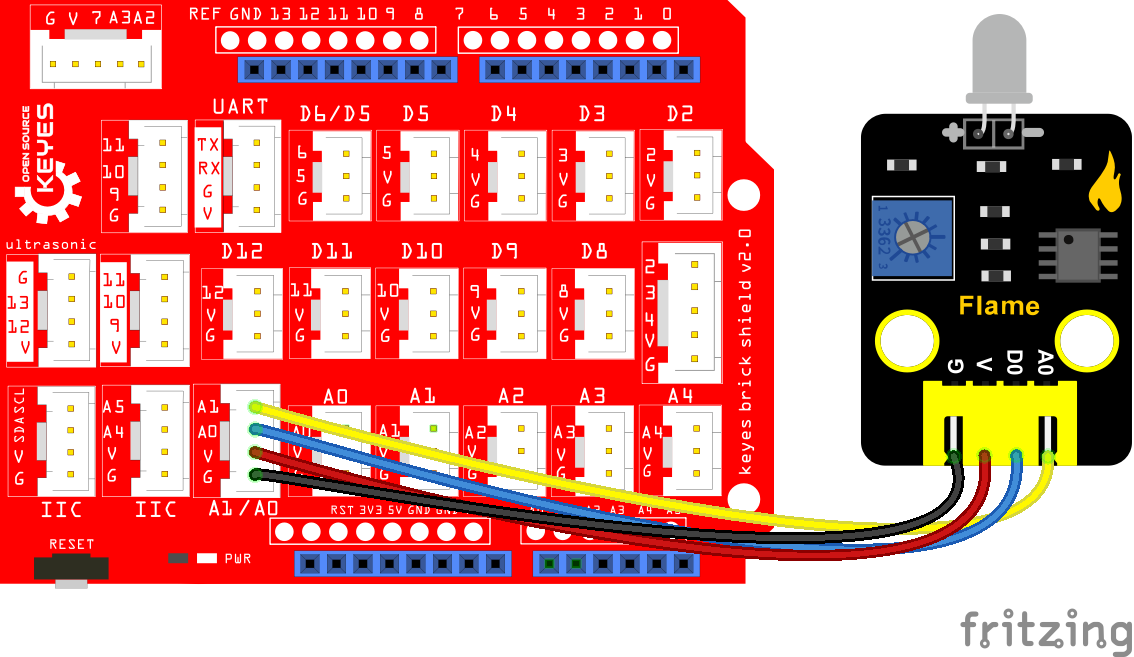 G V 7 A3A2
REF GND 13 12 11 10 9 8
7 6 5 4 3 2 1 0
OPEN SOURCE
KEYES
11
10
9
G
UART
TX
RX
G
V
D6/D5
6
5
G
D5
5
V
G
D4
4
V
G
D3
3
V
G
D2
2
V
G
ultrasonic
G
13
12
V
11
10
9
V
D12
12
V
G
D11
11
V
G
D10
10
V
G
D9
9
V
G
D8
8
V
G
2
3
4
V
G
keyes brick shield v2.0
SCL
SDA
V
G
IIC
A5
A4
V
G
IIC
A1
A0
V
G
A1/A0
A0
V
G
A1
A1
V
G
A2
A2
V
G
A3
A3
V
G
A4
A4
V
G
RST 3V3 5V GND GND
A3 A4
RESET
PWR
1 3362 3
Flame
G
V
D0
A0
fritzing